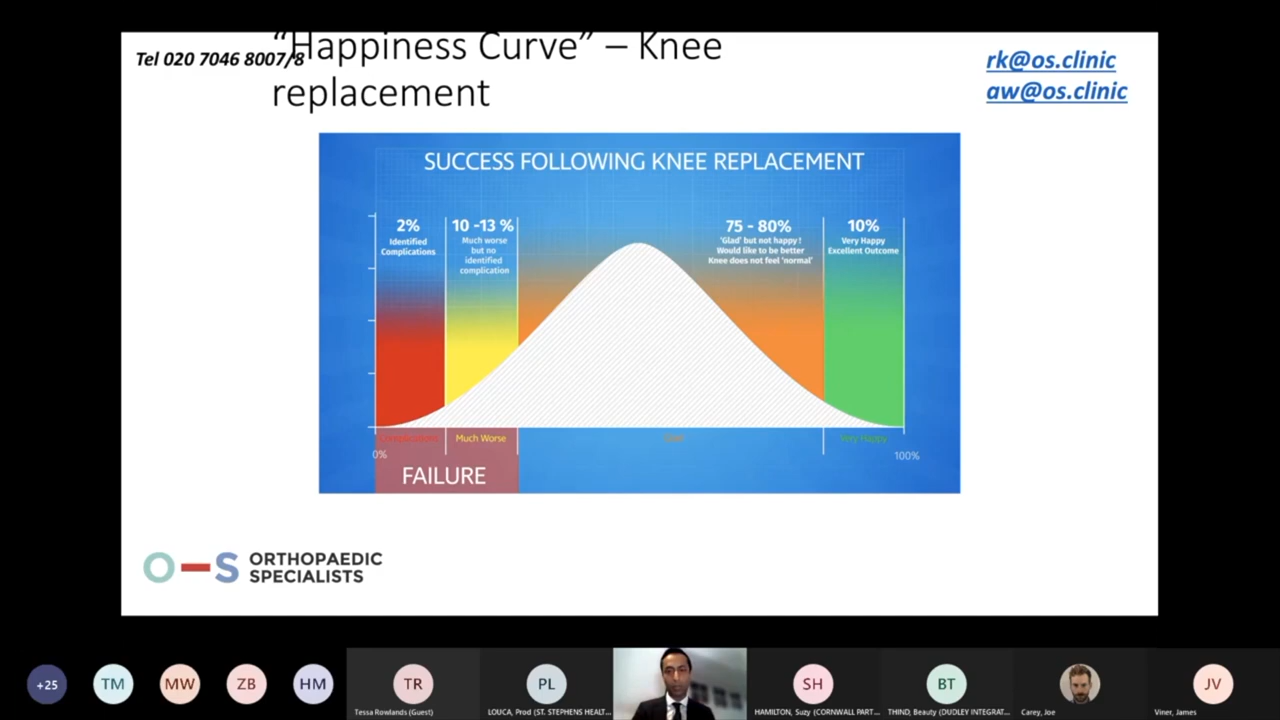 "Happiness Curve" – Knee
replacement
Tel 020 7046 8007/8
rk@os.clinic
aw@os.clinic
SUCCESS FOLLOWING KNEE REPLACEMENT
2%
Identified
Complications
10 -13 %
Much worse
but no
identified
complication
75 - 80%
'Glad' but not happy !
Would like to be better
Knee does not feel 'normal'
10%
Very Happy
Excellent Outcome
Complications
Much Worse
Very Happy
0%
100%
FAILURE
O-S ORTHOPAEDIC
SPECIALISTS
+25
TM
MW
ZB
HM
TR
PL
SH
BT
JV
Tessa Rowlands (Guest)
LOUCA, Prod (ST. STEPHENS HEALT...
HAMILTON, Suzy (CORNWALL PART...
THIND, Beauty (DUDLEY INTEGRAT...
Carey, Joe
Viner, James